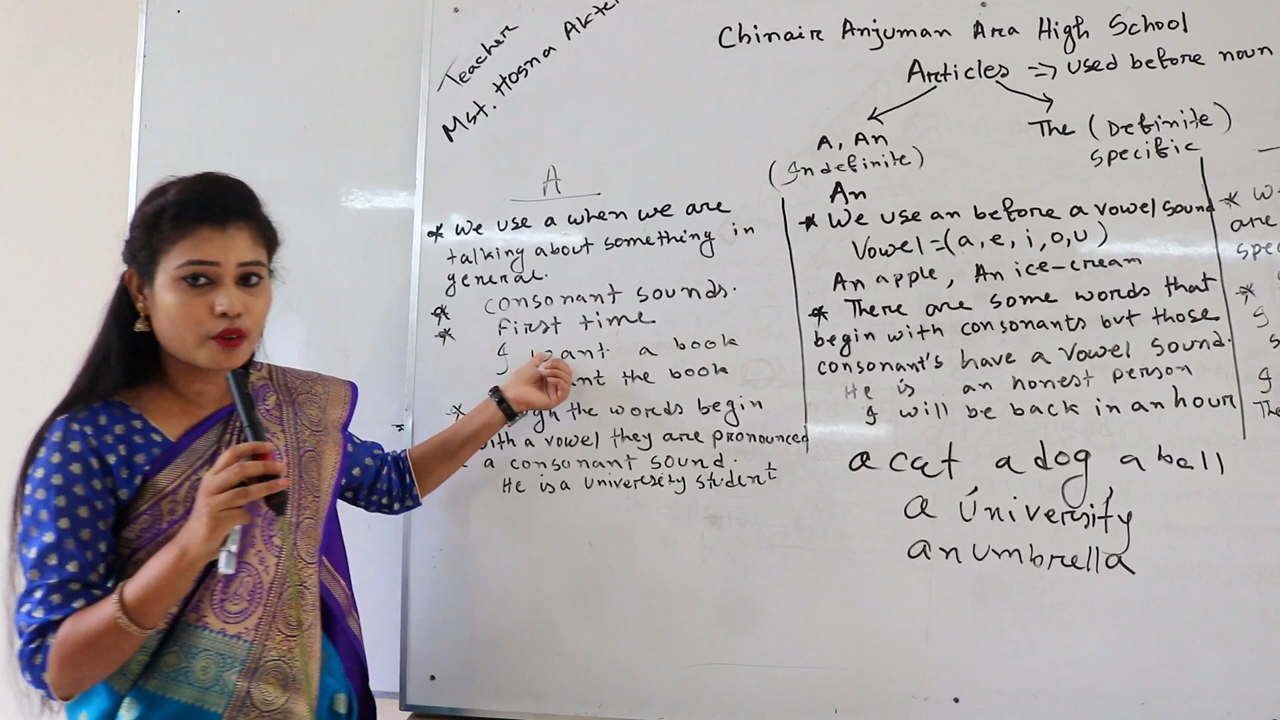 Teacher
Mst. Hosna Akter
Chinair Anjuman Ara High School
Articles => used before noun
A, An
(Indefinite)
The (Definite)
specific
A
* We use a when we are
talking about something in
general.
* consonant sounds.
* First time
I want a book
the book
* the words begin
with a vowel they are pronounced
a consonant sound.
He is a University student
An
* We use an before a vowel sound
Vowel=(a, e, i, o, u)
An apple, An ice-cream
* There are some words that
begin with consonants but those
consonant's have a vowel sound.
He is an honest person
I will be back in an hour
a cat, a dog, a ball
a University
an umbrella
* W
are
spec
*
I
S
I
Th